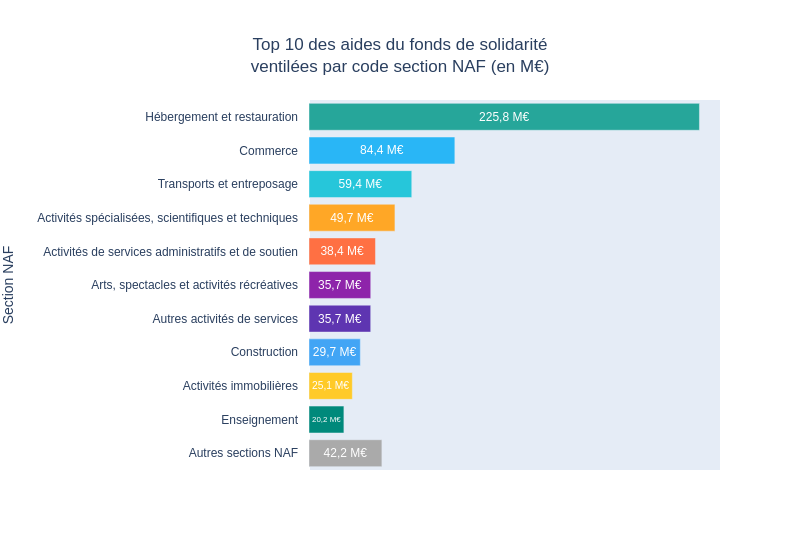 Top 10 des aides du fonds de solidarité
ventilées par code section NAF (en M€)
Section NAF
Hébergement et restauration 225,8 M€
Commerce 84,4 M€
Transports et entreposage 59,4 M€
Activités spécialisées, scientifiques et techniques 49,7 M€
Activités de services administratifs et de soutien 38,4 M€
Arts, spectacles et activités récréatives 35,7 M€
Autres activités de services 35,7 M€
Construction 29,7 M€
Activités immobilières 25,1 M€
Enseignement 20,2 M€
Autres sections NAF 42,2 M€